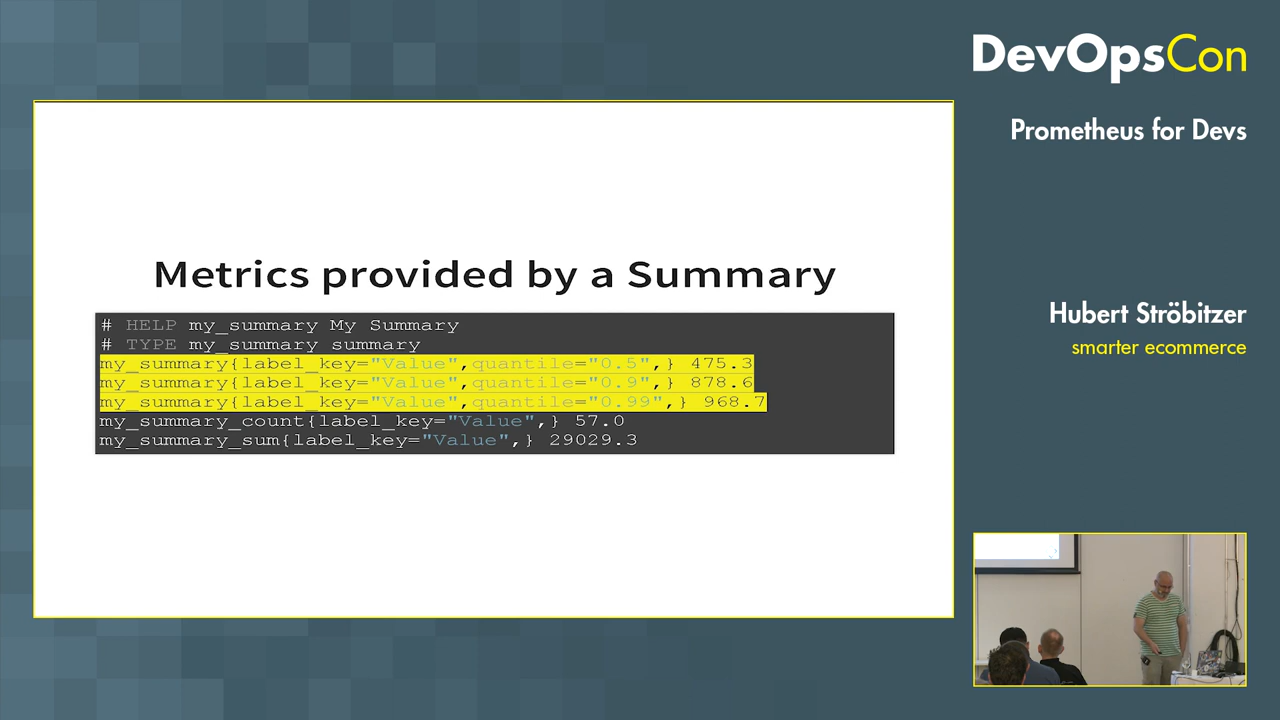 DevOpsCon
Prometheus for Devs
Metrics provided by a Summary
# HELP my_summary My Summary
# TYPE my_summary summary
my_summary{label_key="Value",quantile="0.5",} 475.3
my_summary{label_key="Value",quantile="0.9",} 878.6
my_summary{label_key="Value",quantile="0.99",} 968.7
my_summary_count{label_key="Value",} 57.0
my_summary_sum{label_key="Value",} 29029.3
Hubert Ströbitzer
smarter ecommerce